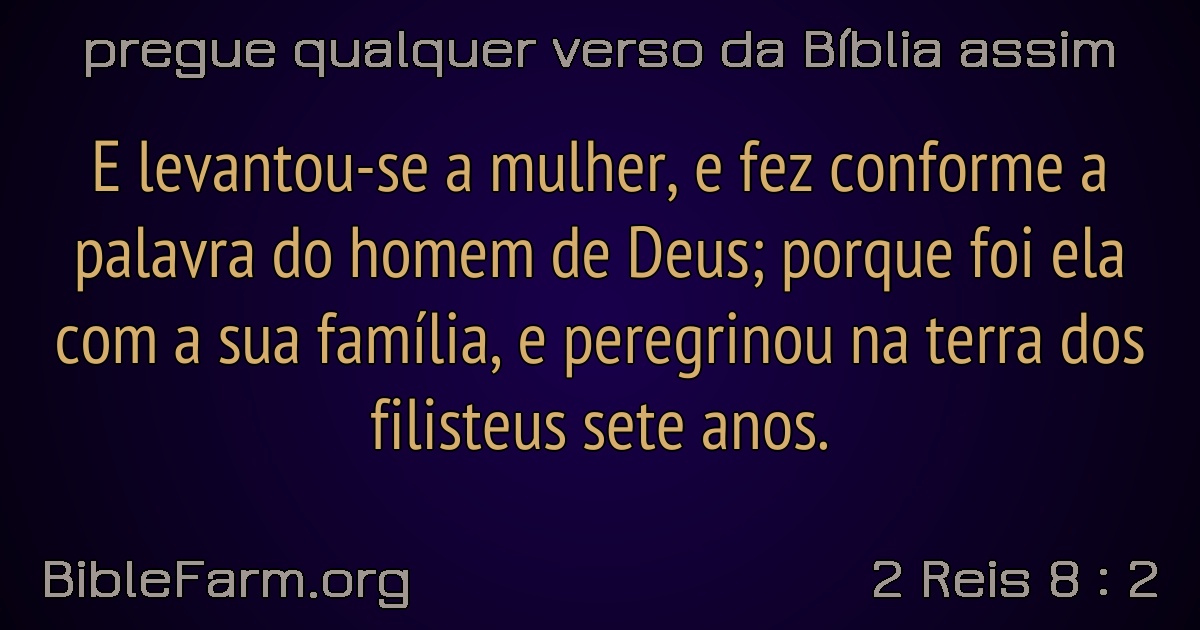 pregue qualquer verso da Bíblia assim
E levantou-se a mulher, e fez conforme a
palavra do homem de Deus; porque foi ela
com a sua família, e peregrinou na terra dos
filisteus sete anos.
BibleFarm.org
2 Reis 8 : 2